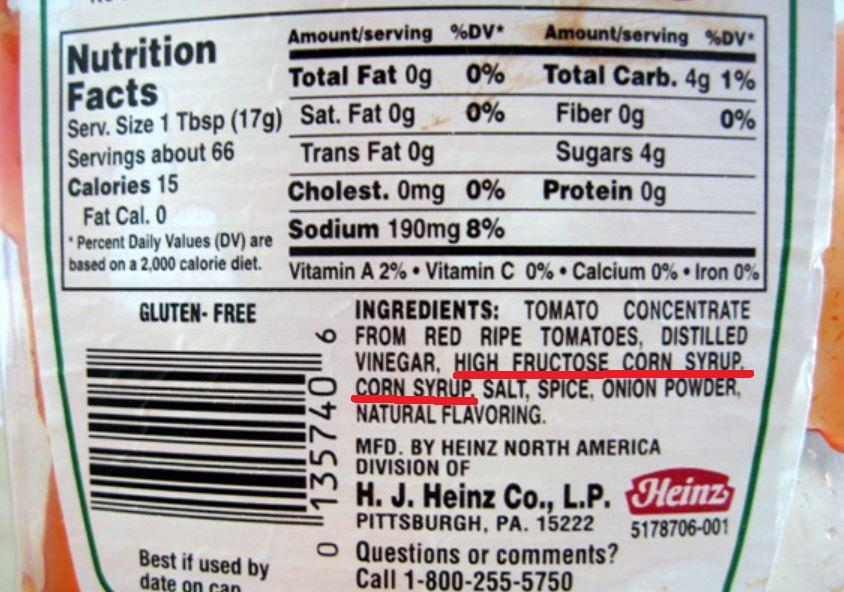 Nutrition
Facts
Serv. Size 1 Tbsp (17g)
Servings about 66
Calories 15
Fat Cal. 0
* Percent Daily Values (DV) are
based on a 2,000 calorie diet.
Amount/serving %DV*
Total Fat 0g 0%
Sat. Fat 0g 0%
Trans Fat 0g
Cholest. 0mg 0%
Sodium 190mg 8%
Amount/serving %DV*
Total Carb. 4g 1%
Fiber 0g 0%
Sugars 4g
Protein 0g
Vitamin A 2% • Vitamin C 0% • Calcium 0% • Iron 0%
GLUTEN- FREE
0 135740 6
Best if used by
date on cap
INGREDIENTS: TOMATO CONCENTRATE
FROM RED RIPE TOMATOES, DISTILLED
VINEGAR, HIGH FRUCTOSE CORN SYRUP,
CORN SYRUP, SALT, SPICE, ONION POWDER,
NATURAL FLAVORING.
MFD. BY HEINZ NORTH AMERICA
DIVISION OF
H. J. Heinz Co., L.P.
PITTSBURGH, PA. 15222
Heinz
5178706-001
Questions or comments?
Call 1-800-255-5750